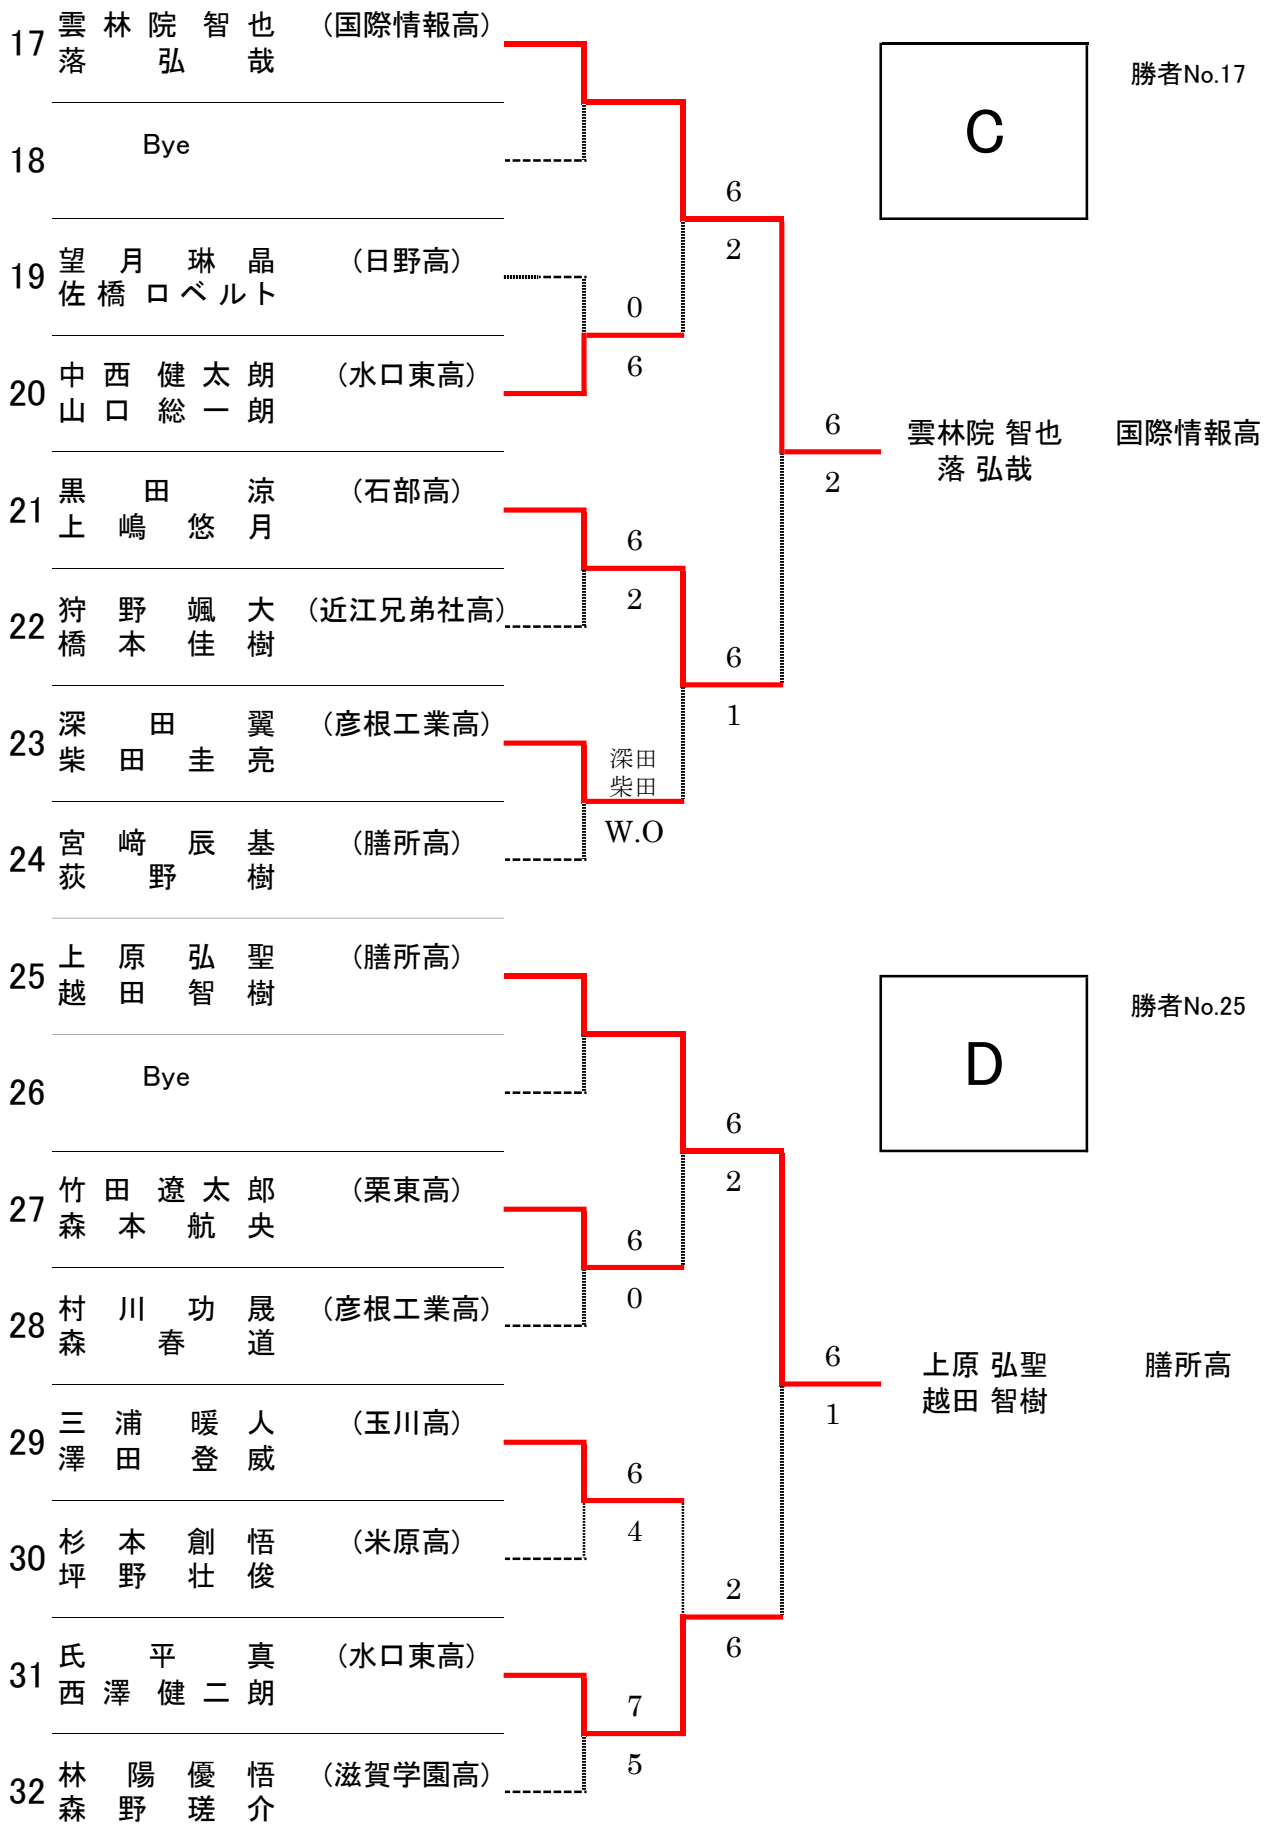 17 雲林院智也 (国際情報高)
落弘哉
18 Bye
19 望月琳晶 (日野高)
佐橋ロベルト
20 中西健太朗 (水口東高)
山口総一朗
21 黒田涼 (石部高)
上嶋悠月
22 狩野颯大 (近江兄弟社高)
橋本佳樹
23 深田翼 (彦根工業高)
柴田圭亮
24 宮﨑辰基 (膳所高)
荻野樹
0
6
6
2
深田
柴田
W.O
6
2
6
1
6
2
C
勝者No.17
雲林院 智也 国際情報高
落 弘哉
25 上原弘聖 (膳所高)
越田智樹
26 Bye
27 竹田遼太郎 (栗東高)
森本航央
28 村川功晟 (彦根工業高)
森春道
29 三浦暖人 (玉川高)
澤田登威
30 杉本創悟 (米原高)
坪野壮俊
31 氏平真 (水口東高)
西澤健二朗
32 林陽優悟 (滋賀学園高)
森野瑳介
6
0
6
4
7
5
6
2
2
6
6
1
D
勝者No.25
上原 弘聖 膳所高
越田 智樹